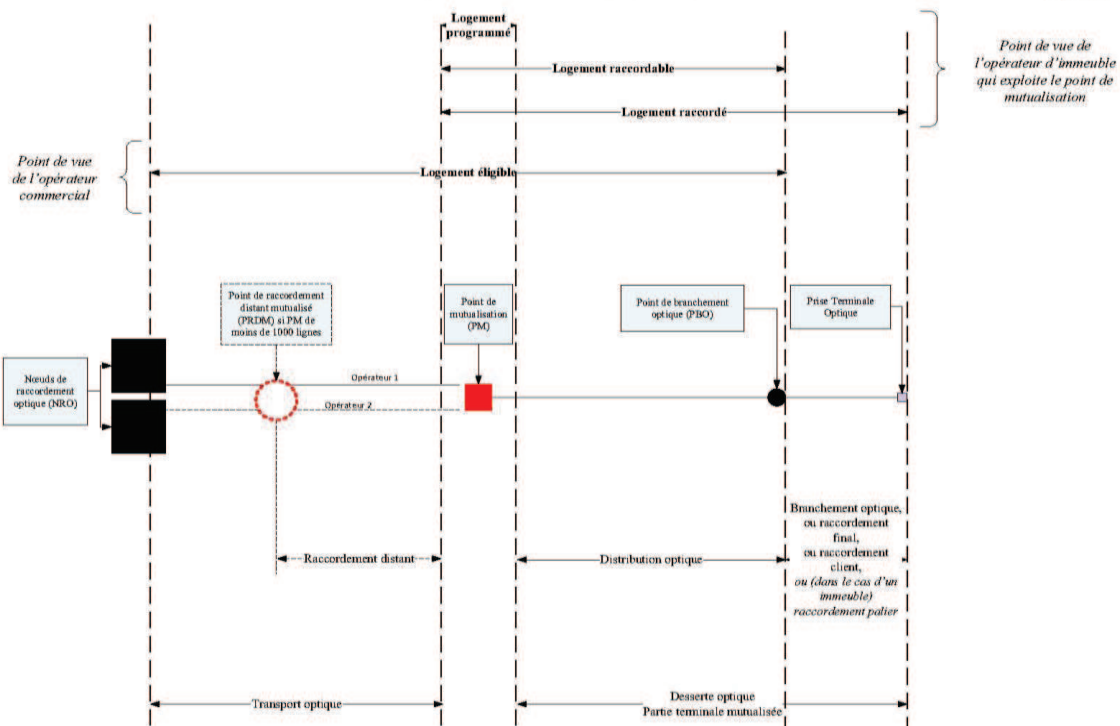 Logement
programmé
Logement raccordable
Logement raccordé
Point de vue de
l'opérateur d'immeuble
qui exploite le point de
mutualisation
Point de vue
de l'opérateur
commercial
Logement éligible
Point de raccordement
distant mutualisé
(PRDM) si PM de
moins de 1000 lignes
Point de
mutualisation
(PM)
Point de branchement
optique (PBO)
Prise Terminale
Optique
Nœuds de
raccordement
optique (NRO)
Opérateur 1
Opérateur 2
Raccordement distant
Distribution optique
Branchement optique,
ou raccordement
final,
ou raccordement
client,
ou (dans le cas d'un
immeuble)
raccordement palier
Transport optique
Desserte optique
Partie terminale mutualisée